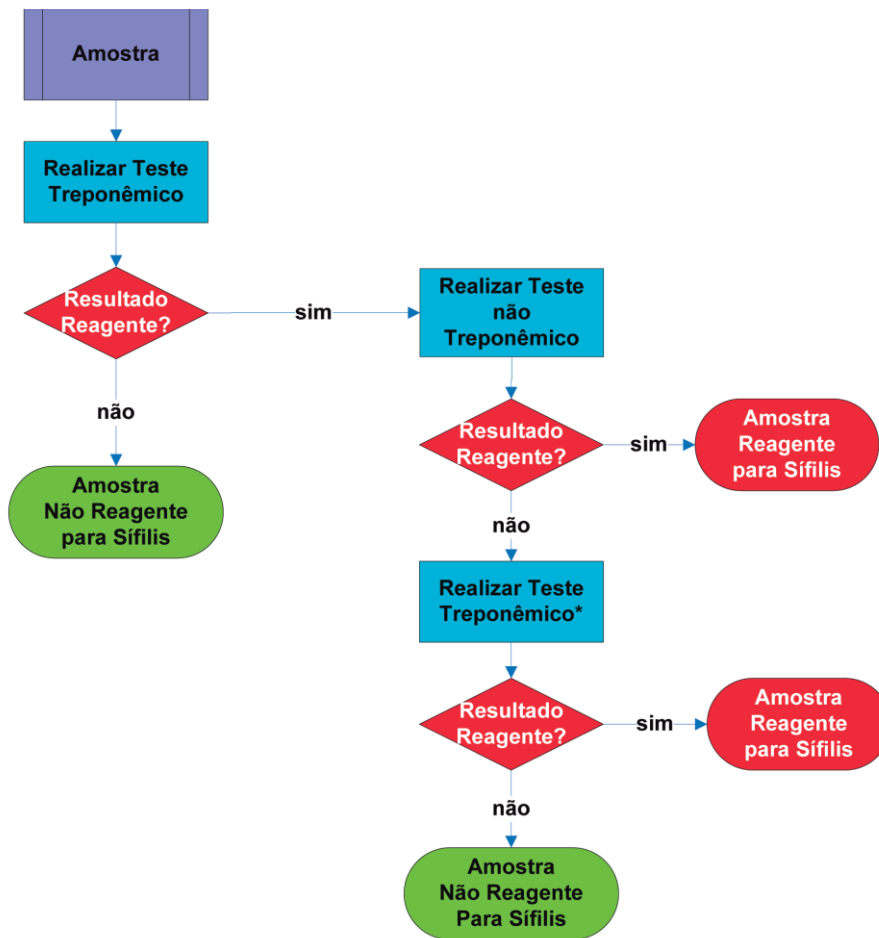 Amostra
Realizar Teste
Treponêmico
Resultado
Reagente?
sim
não
Amostra
Não Reagente
para Sífilis
Realizar Teste
não
Treponêmico
Resultado
Reagente?
sim
Amostra
Reagente
para Sífilis
não
Realizar Teste
Treponêmico*
Resultado
Reagente?
sim
Amostra
Reagente
para Sífilis
não
Amostra
Não Reagente
Para Sífilis